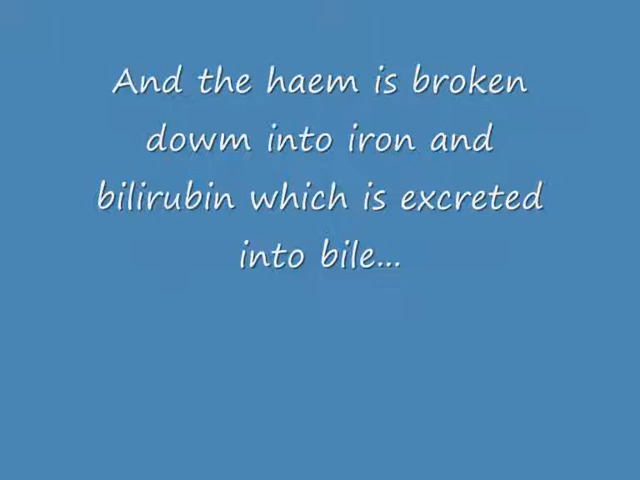 And the haem is broken
dowm into iron and
bilirubin which is excreted
into bile...